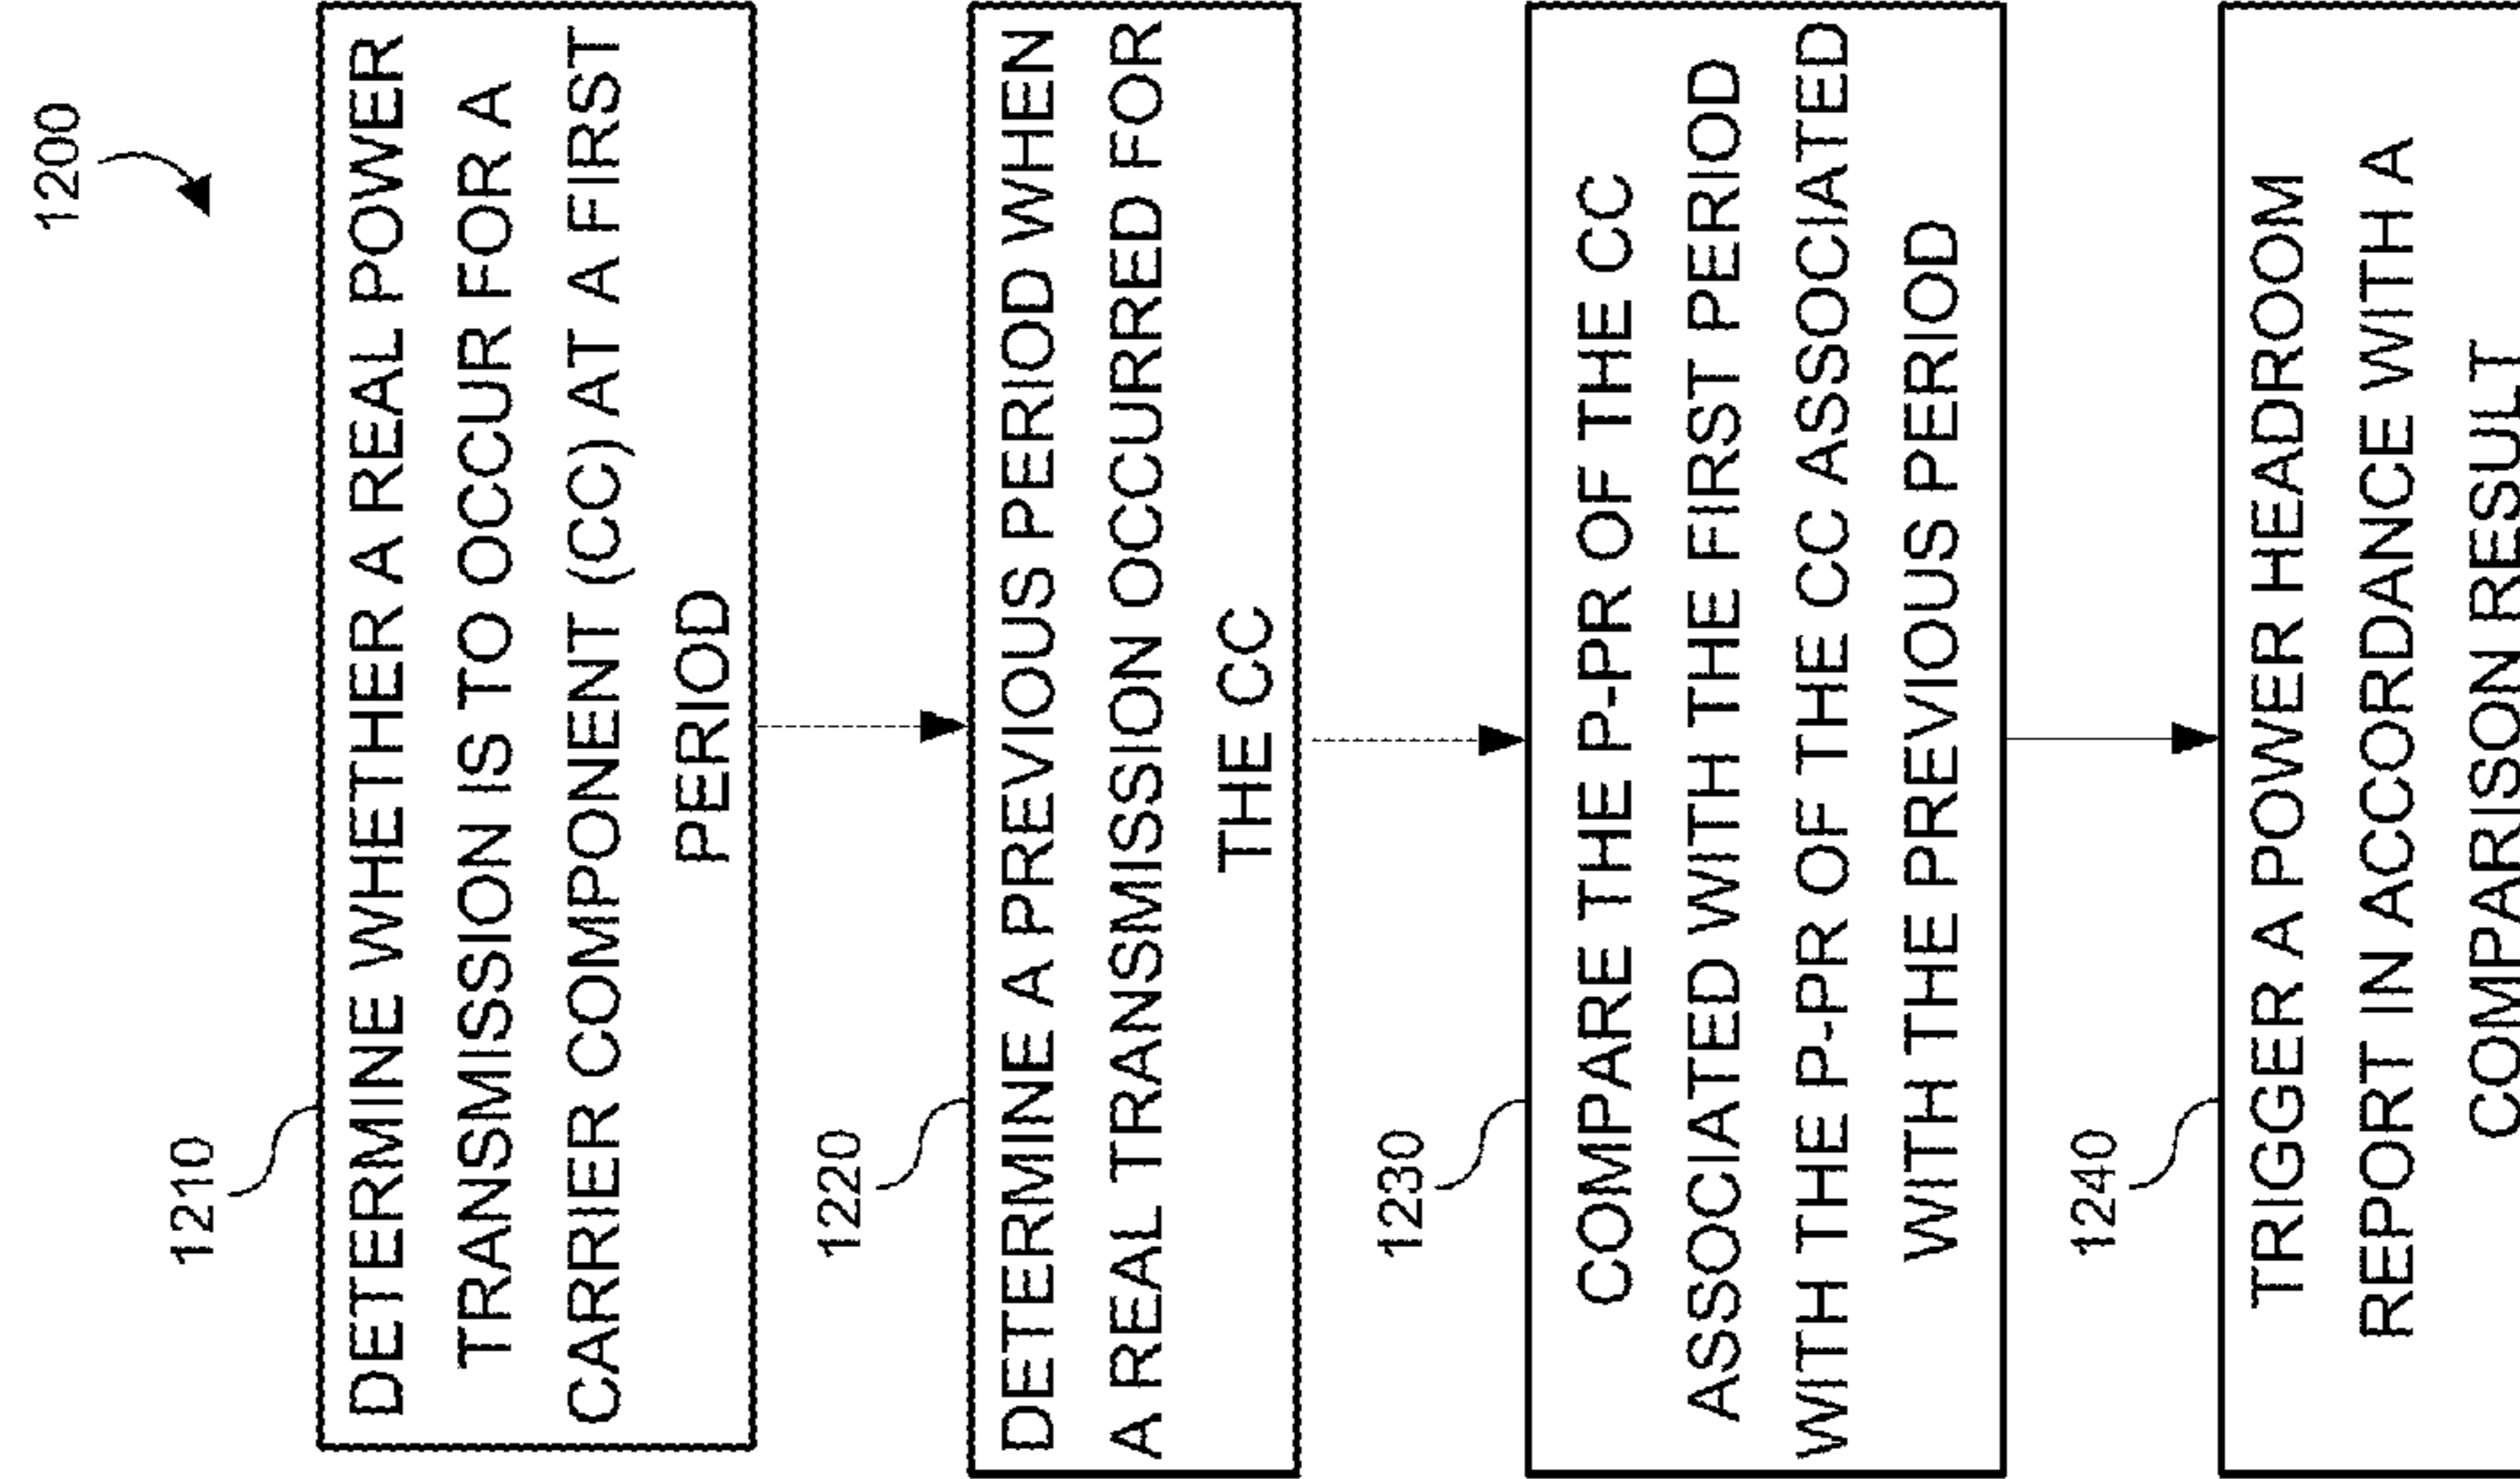 1200
1210
DETERMINE WHETHER A REAL POWER
TRANSMISSION IS TO OCCUR FOR A
CARRIER COMPONENT (CC) AT A FIRST
PERIOD
1220
DETERMINE A PREVIOUS PERIOD WHEN
A REAL TRANSMISSION OCCURRED FOR
THE CC
1230
COMPARE THE P-PR OF THE CC
ASSOCIATED WITH THE FIRST PERIOD
WITH THE P-PR OF THE CC ASSOCIATED
WITH THE PREVIOUS PERIOD
1240
TRIGGER A POWER HEADROOM
REPORT IN ACCORDANCE WITH A
COMPARISON RESULT